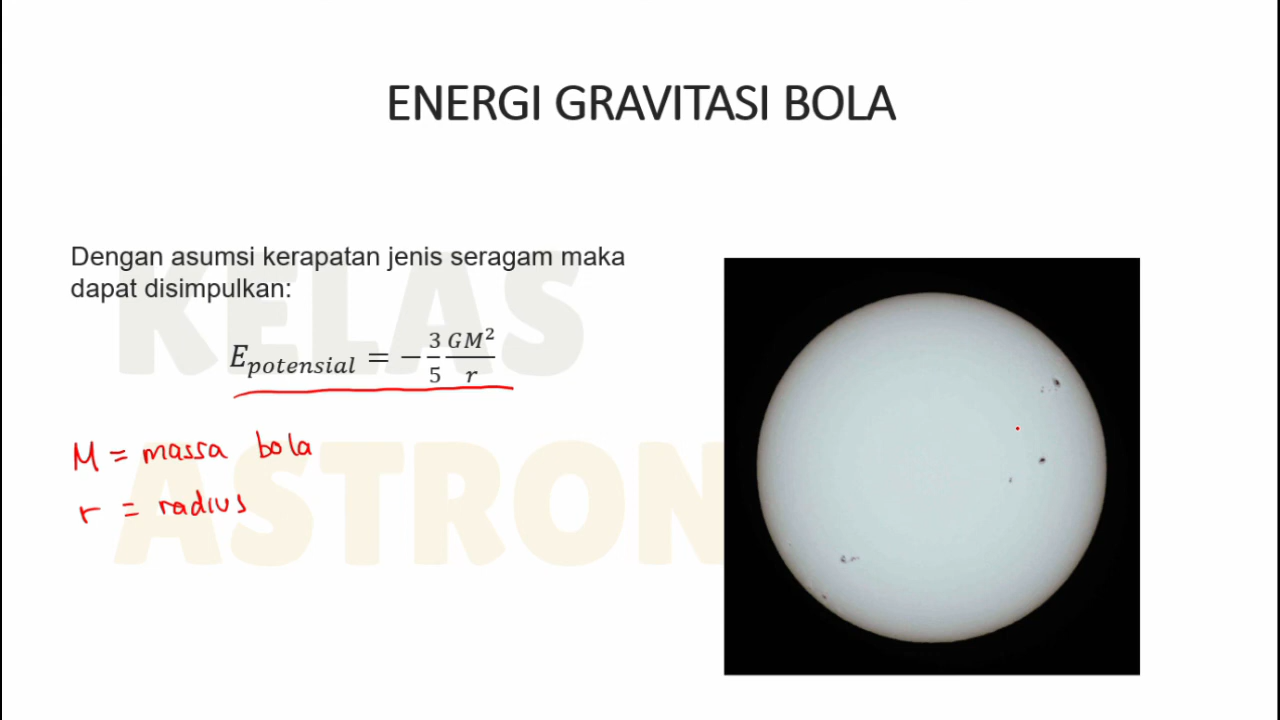 ENERGI GRAVITASI BOLA
Dengan asumsi kerapatan jenis seragam maka
dapat disimpulkan:
E_potensial = −3/5 GM²/r
M = massa bola
r = radius
KELAS
ASTRON